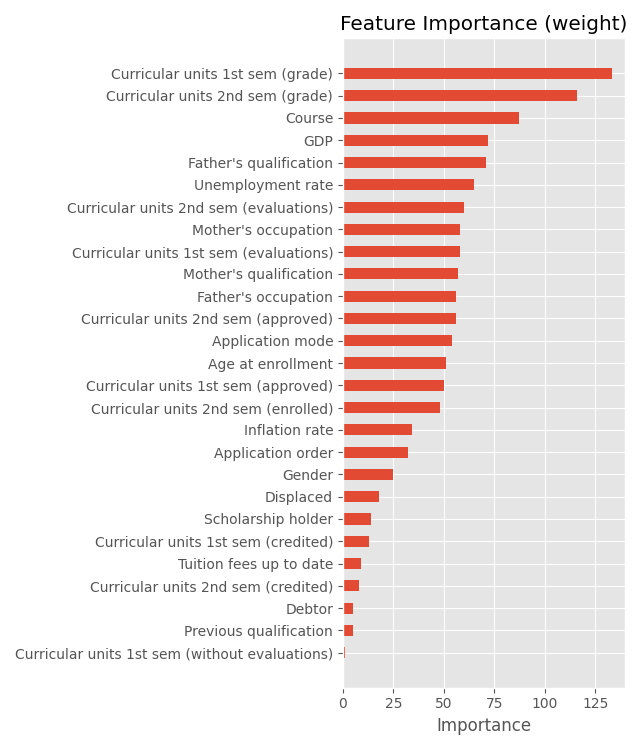 Feature Importance (weight)
Curricular units 1st sem (grade)
Curricular units 2nd sem (grade)
Course
GDP
Father's qualification
Unemployment rate
Curricular units 2nd sem (evaluations)
Mother's occupation
Curricular units 1st sem (evaluations)
Mother's qualification
Father's occupation
Curricular units 2nd sem (approved)
Application mode
Age at enrollment
Curricular units 1st sem (approved)
Curricular units 2nd sem (enrolled)
Inflation rate
Application order
Gender
Displaced
Scholarship holder
Curricular units 1st sem (credited)
Tuition fees up to date
Curricular units 2nd sem (credited)
Debtor
Previous qualification
Curricular units 1st sem (without evaluations)
0 25 50 75 100 125
Importance